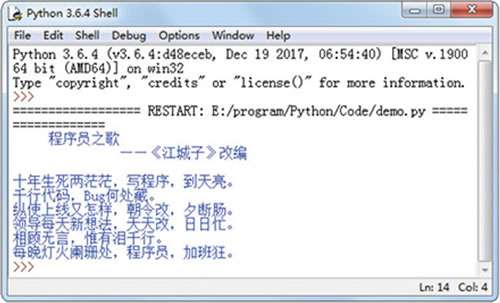 Python 3.6.4 Shell
File Edit Shell Debug Options Window Help
Python 3.6.4 (v3.6.4:d48eceb, Dec 19 2017, 06:54:40) [MSC v.1900
64 bit (AMD64)] on win32
Type "copyright", "credits" or "license()" for more information.
>>>
================== RESTART: E:/program/Python/Code/demo.py =====
=============
程序员之歌
——《江城子》改编
十年生死两茫茫，写程序，到天亮。
千行代码，Bug何处藏。
纵使上线又怎样，朝令改，夕断肠。
领导每天新想法，天天改，日日忙。
相顾无言，惟有泪千行。
每晚灯火阑珊处，程序员，加班狂。
>>>
Ln: 14 Col: 4